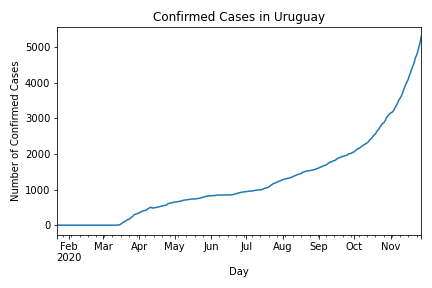 Confirmed Cases in Uruguay
Number of Confirmed Cases
5000
4000
3000
2000
1000
0
Feb Mar Apr May Jun Jul Aug Sep Oct Nov
2020
Day